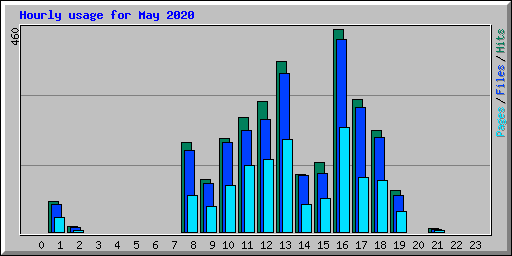 Hourly usage for May 2020
460
Pages/Files/Hits
0 1 2 3 4 5 6 7 8 9 10 11 12 13 14 15 16 17 18 19 20 21 22 23